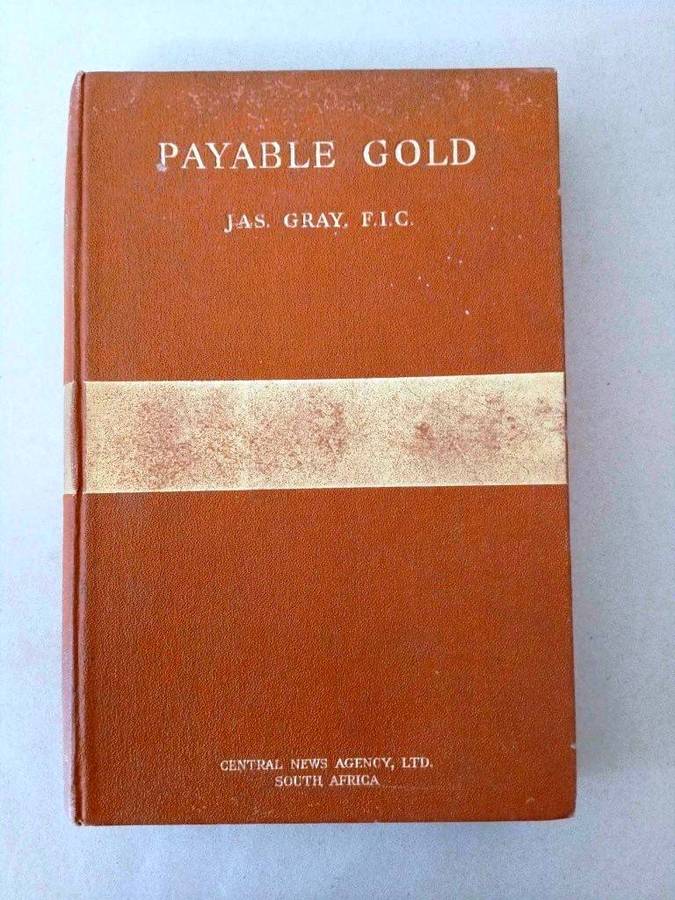 PAYABLE GOLD
JAS. GRAY, F.I.C.
CENTRAL NEWS AGENCY, LTD.
SOUTH AFRICA